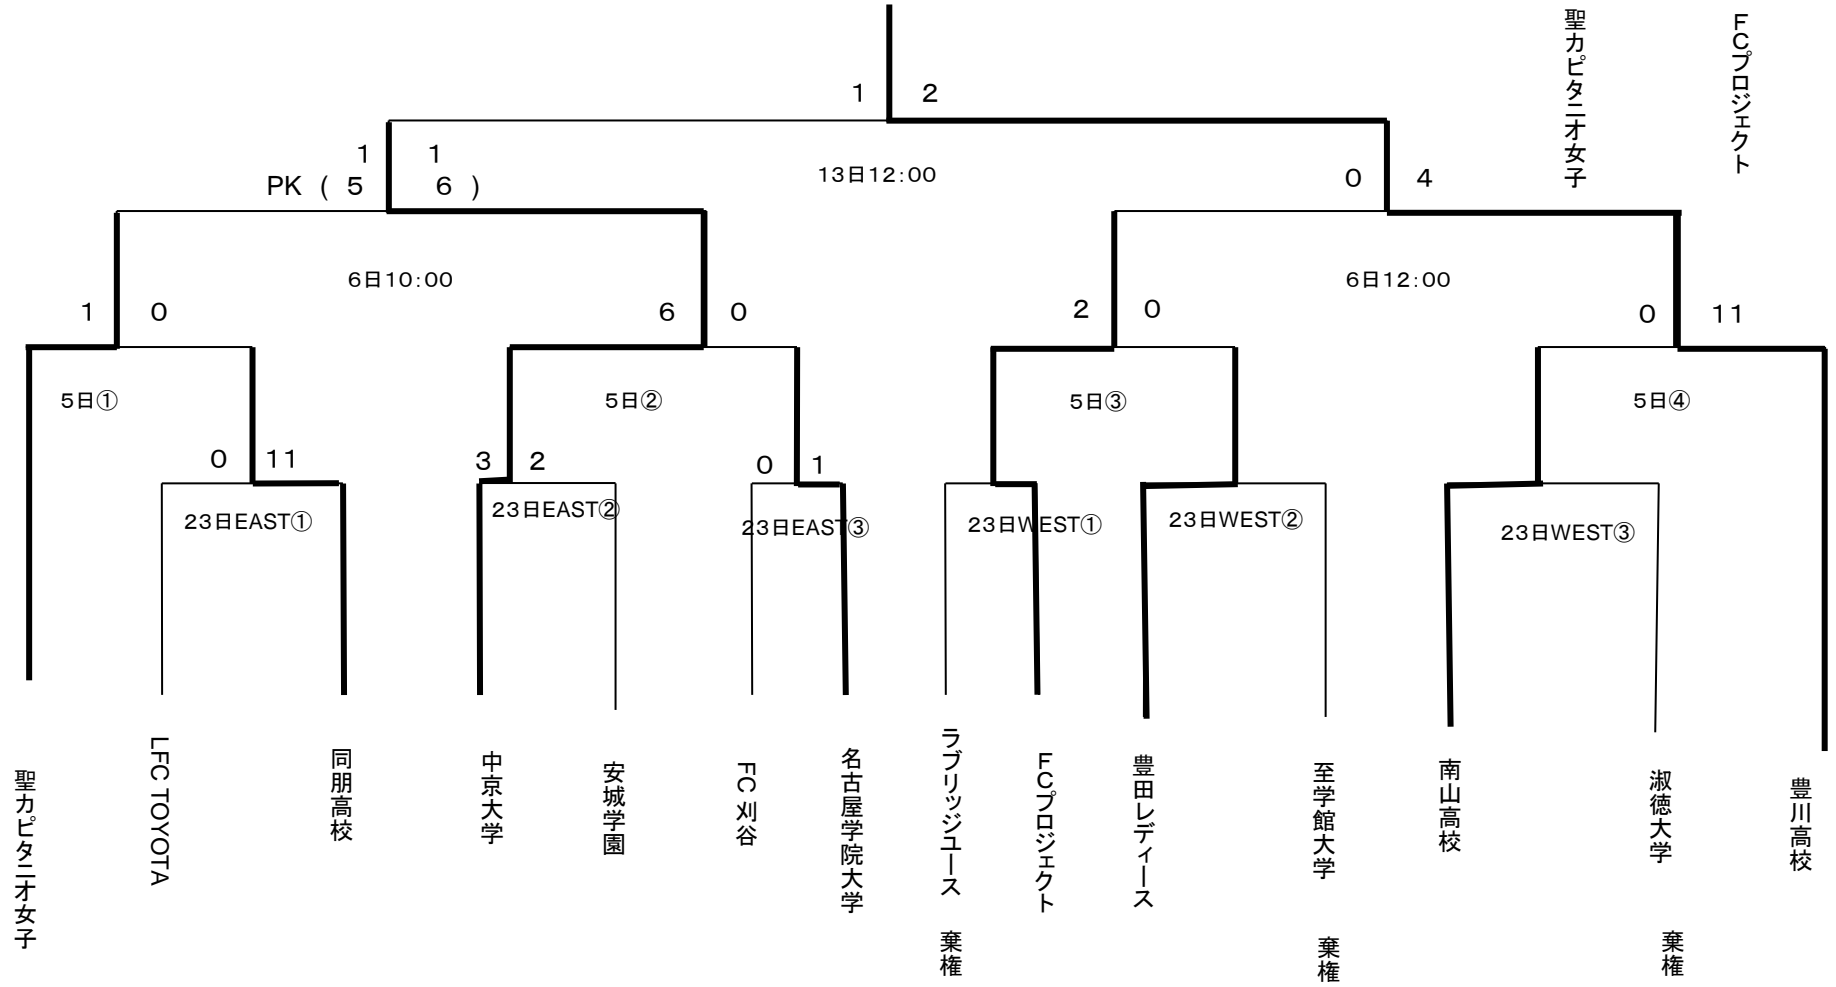 聖カピタニオ女子
FCプロジェクト
1 2
1 1
PK ( 5 6 )
13日12:00
0 4
6日10:00
6日12:00
1 0
6 0
2 0
0 11
5日①
5日②
5日③
5日④
0 11
3 2
0 1
23日EAST①
23日EAST②
23日EAST③
23日WEST①
23日WEST②
23日WEST③
聖カピタニオ女子
LFC TOYOTA
同朋高校
中京大学
安城学園
FC 刈谷
名古屋学院大学
ラブリッジユース 棄権
FCプロジェクト
豊田レディース
至学館大学 棄権
南山高校
淑徳大学 棄権
豊川高校